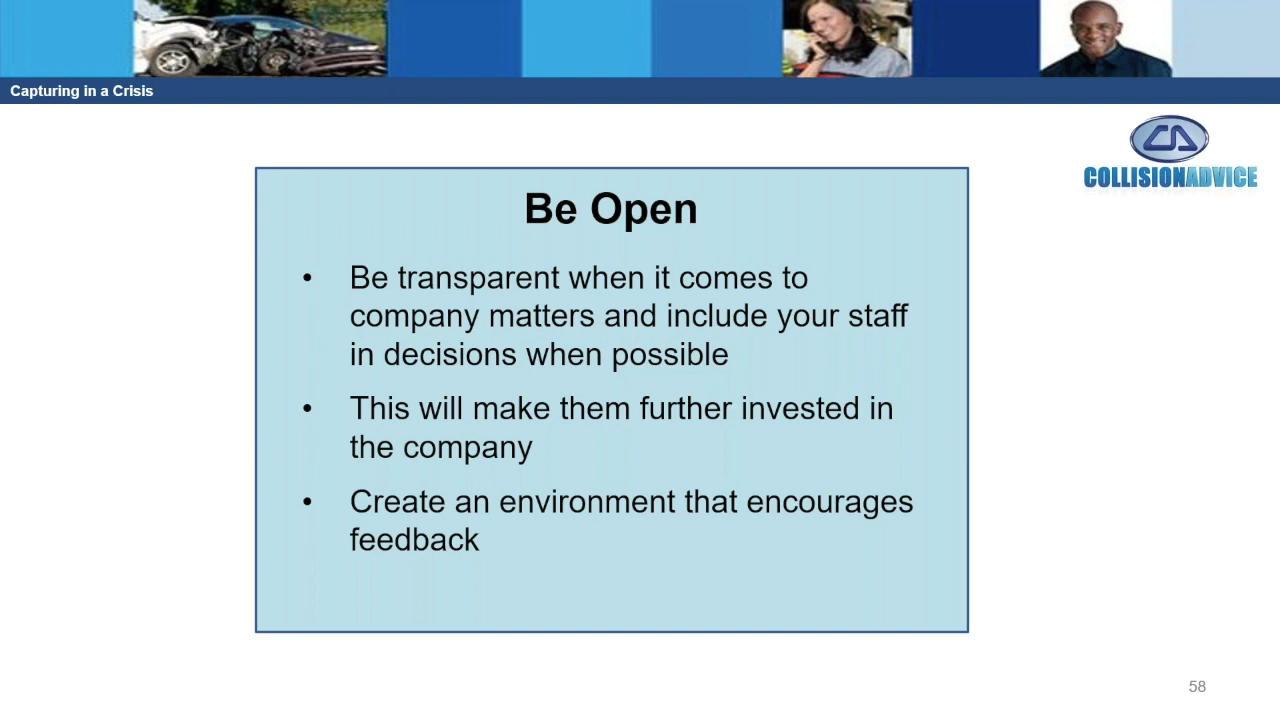 Capturing in a Crisis
COLLISIONADVICE
Be Open
• Be transparent when it comes to
company matters and include your staff
in decisions when possible
• This will make them further invested in
the company
• Create an environment that encourages
feedback
58